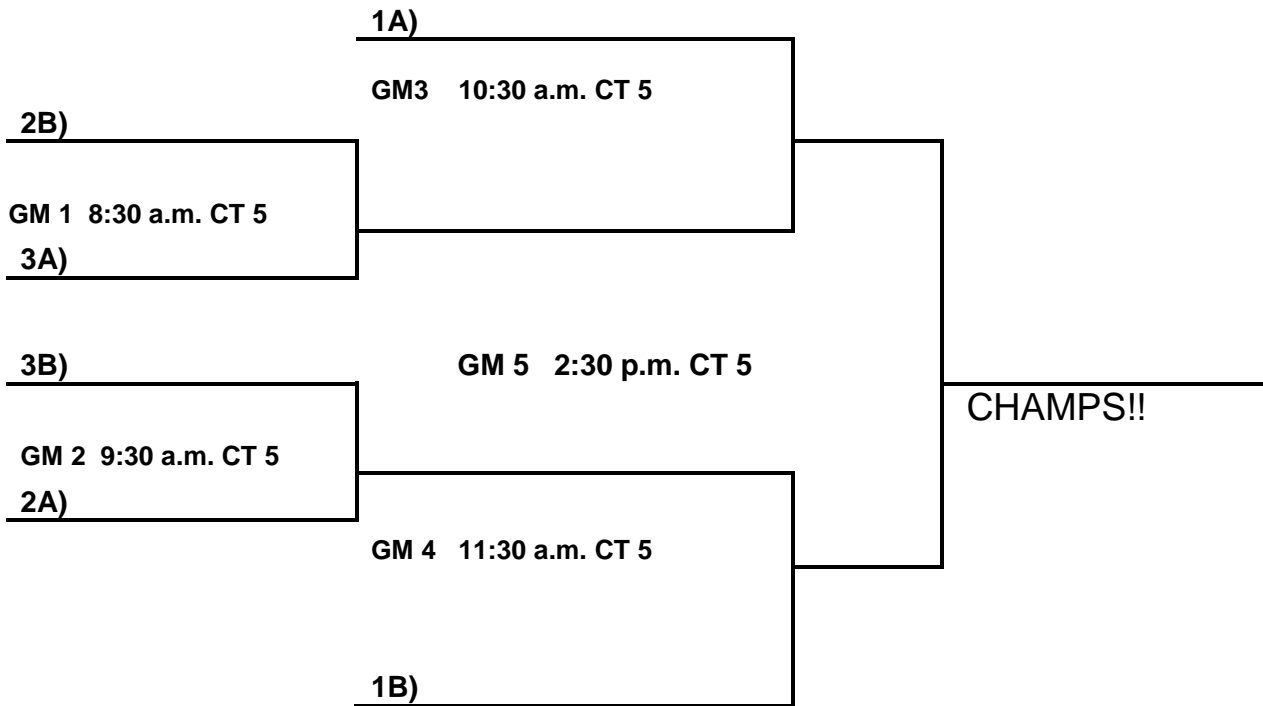 1A)
GM3 10:30 a.m. CT 5
2B)
GM 1 8:30 a.m. CT 5
3A)
3B)
GM 5 2:30 p.m. CT 5
CHAMPS!!
GM 2 9:30 a.m. CT 5
2A)
GM 4 11:30 a.m. CT 5
1B)